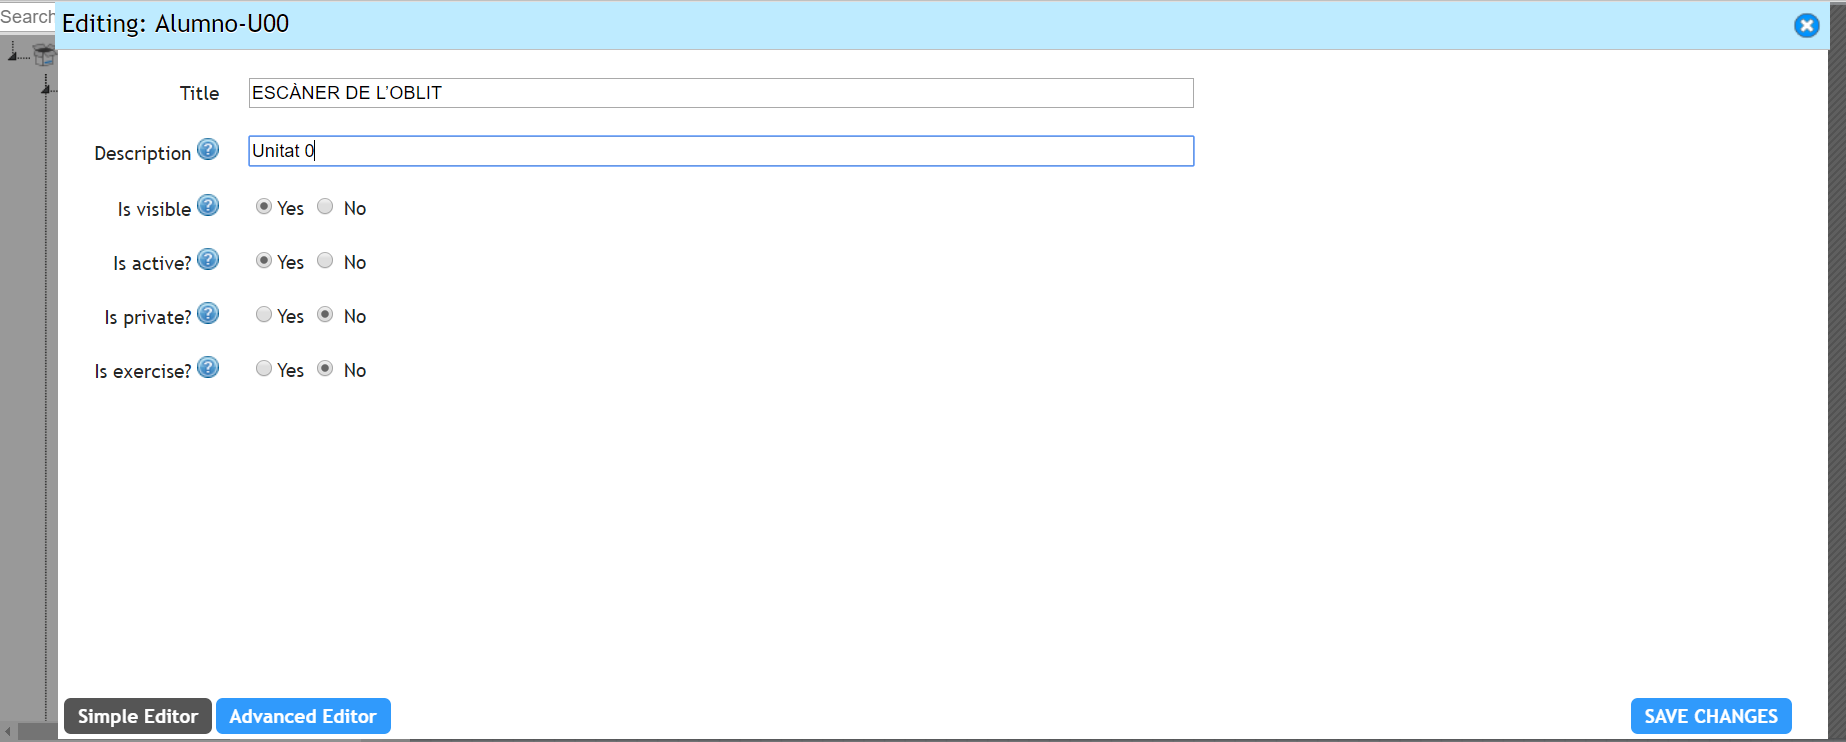 Search
Editing: Alumno-U00
Title ESCÀNER DE L’OBLIT
Description ? Unitat 0
Is visible ? Yes No
Is active? ? Yes No
Is private? ? Yes No
Is exercise? ? Yes No
Simple Editor Advanced Editor SAVE CHANGES